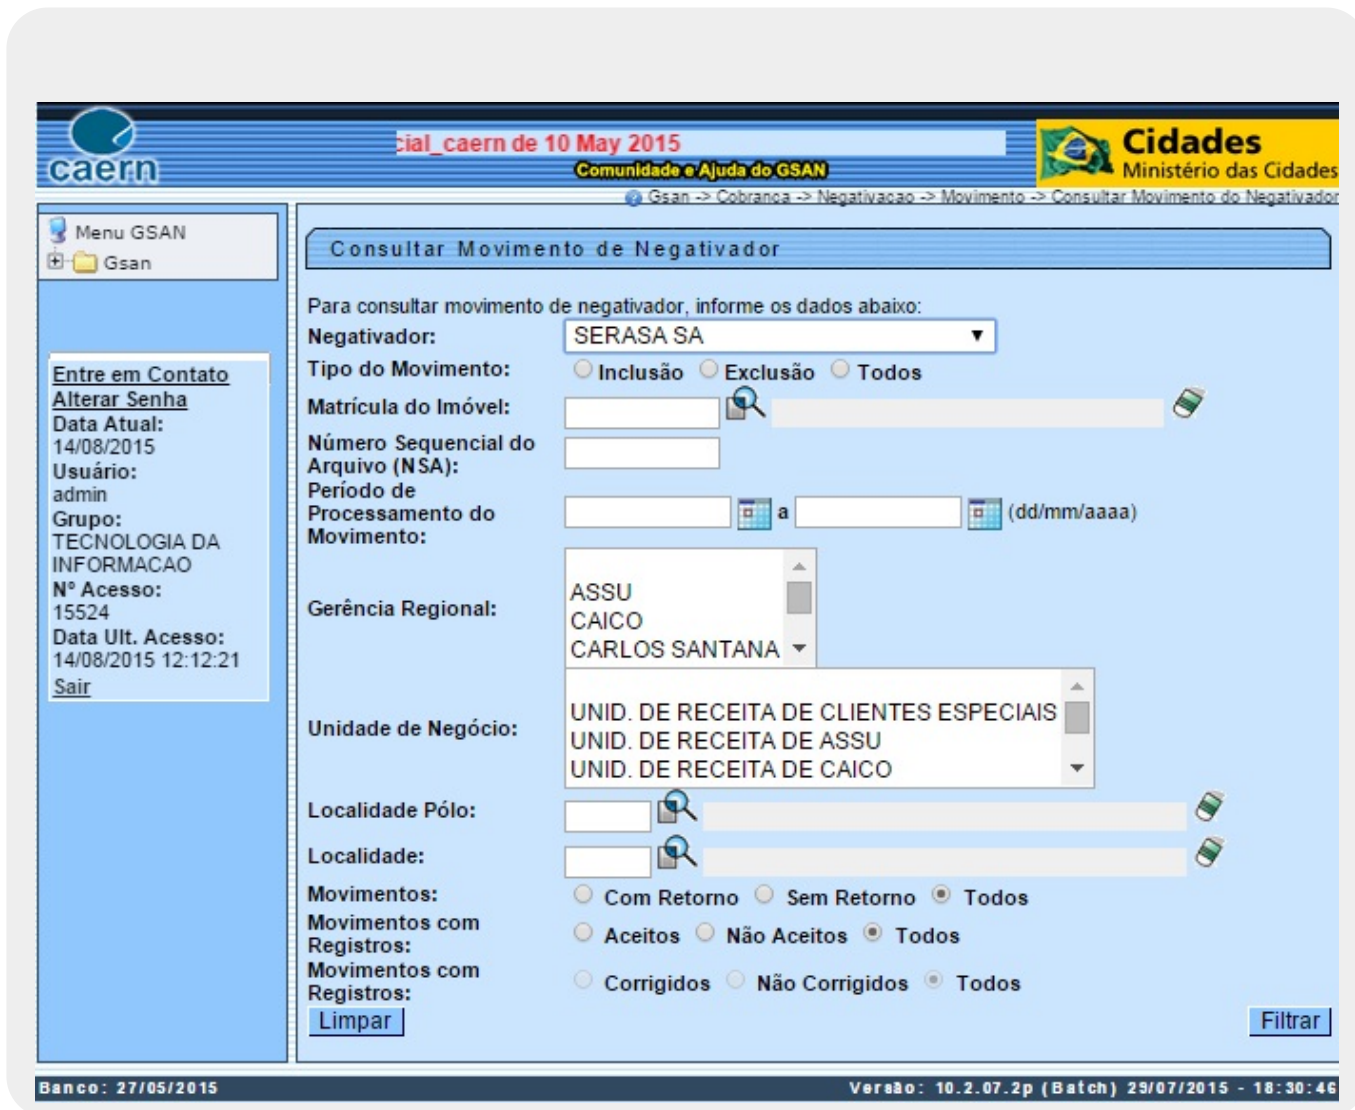 caern
cial_caern de 10 May 2015
Comunidade e Ajuda do GSAN
Cidades
Ministério das Cidades
Gsan -> Cobranca -> Negativacao -> Movimento -> Consultar Movimento do Negativador
Menu GSAN
Gsan
Entre em Contato
Alterar Senha
Data Atual:
14/08/2015
Usuário:
admin
Grupo:
TECNOLOGIA DA
INFORMACAO
Nº Acesso:
15524
Data Ult. Acesso:
14/08/2015 12:12:21
Sair
Consultar Movimento de Negativador
Para consultar movimento de negativador, informe os dados abaixo:
Negativador: SERASA SA
Tipo do Movimento: Inclusão Exclusão Todos
Matrícula do Imóvel:
Número Sequencial do
Arquivo (NSA):
Período de
Processamento do
Movimento:
a (dd/mm/aaaa)
Gerência Regional:
ASSU
CAICO
CARLOS SANTANA
Unidade de Negócio:
UNID. DE RECEITA DE CLIENTES ESPECIAIS
UNID. DE RECEITA DE ASSU
UNID. DE RECEITA DE CAICO
Localidade Pólo:
Localidade:
Movimentos: Com Retorno Sem Retorno Todos
Movimentos com
Registros:
Aceitos Não Aceitos Todos
Movimentos com
Registros:
Corrigidos Não Corrigidos Todos
Limpar Filtrar
Banco: 27/05/2015 Versão: 10.2.07.2p (Batch) 29/07/2015 - 18:30:46